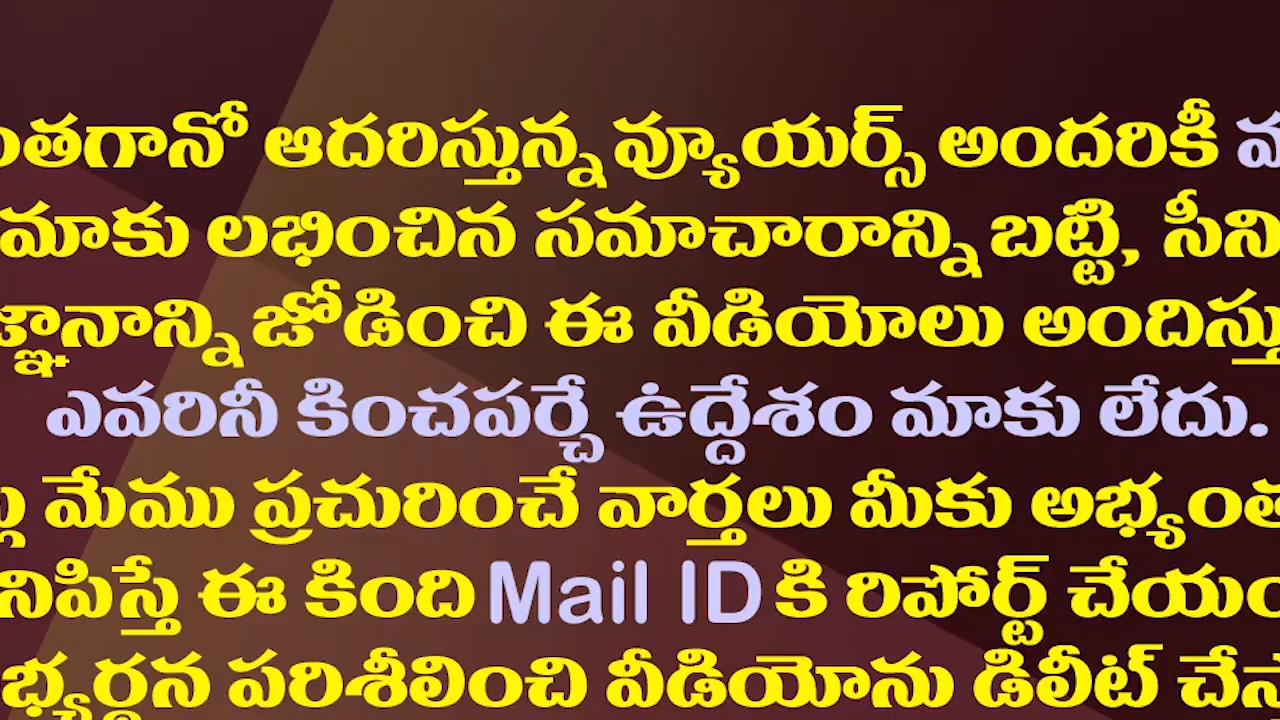 ంతగానో ఆదరిస్తున్న వ్యూయర్స్ అందరికీ
మాకు లభించిన సమాచారాన్ని బట్టి, సీని
జ్ఞానాన్ని జోడించి ఈ వీడియోలు అందిస్తు
ఎవరినీ కించపర్చే ఉద్దేశం మాకు లేదు.
మేము ప్రచురించే వార్తలు మీకు అభ్యంత
నిపిస్తే ఈ కింది Mail ID కి రిపోర్ట్ చేయం
భ్యర్థన పరిశీలించి వీడియోను డిలీట్ చేస